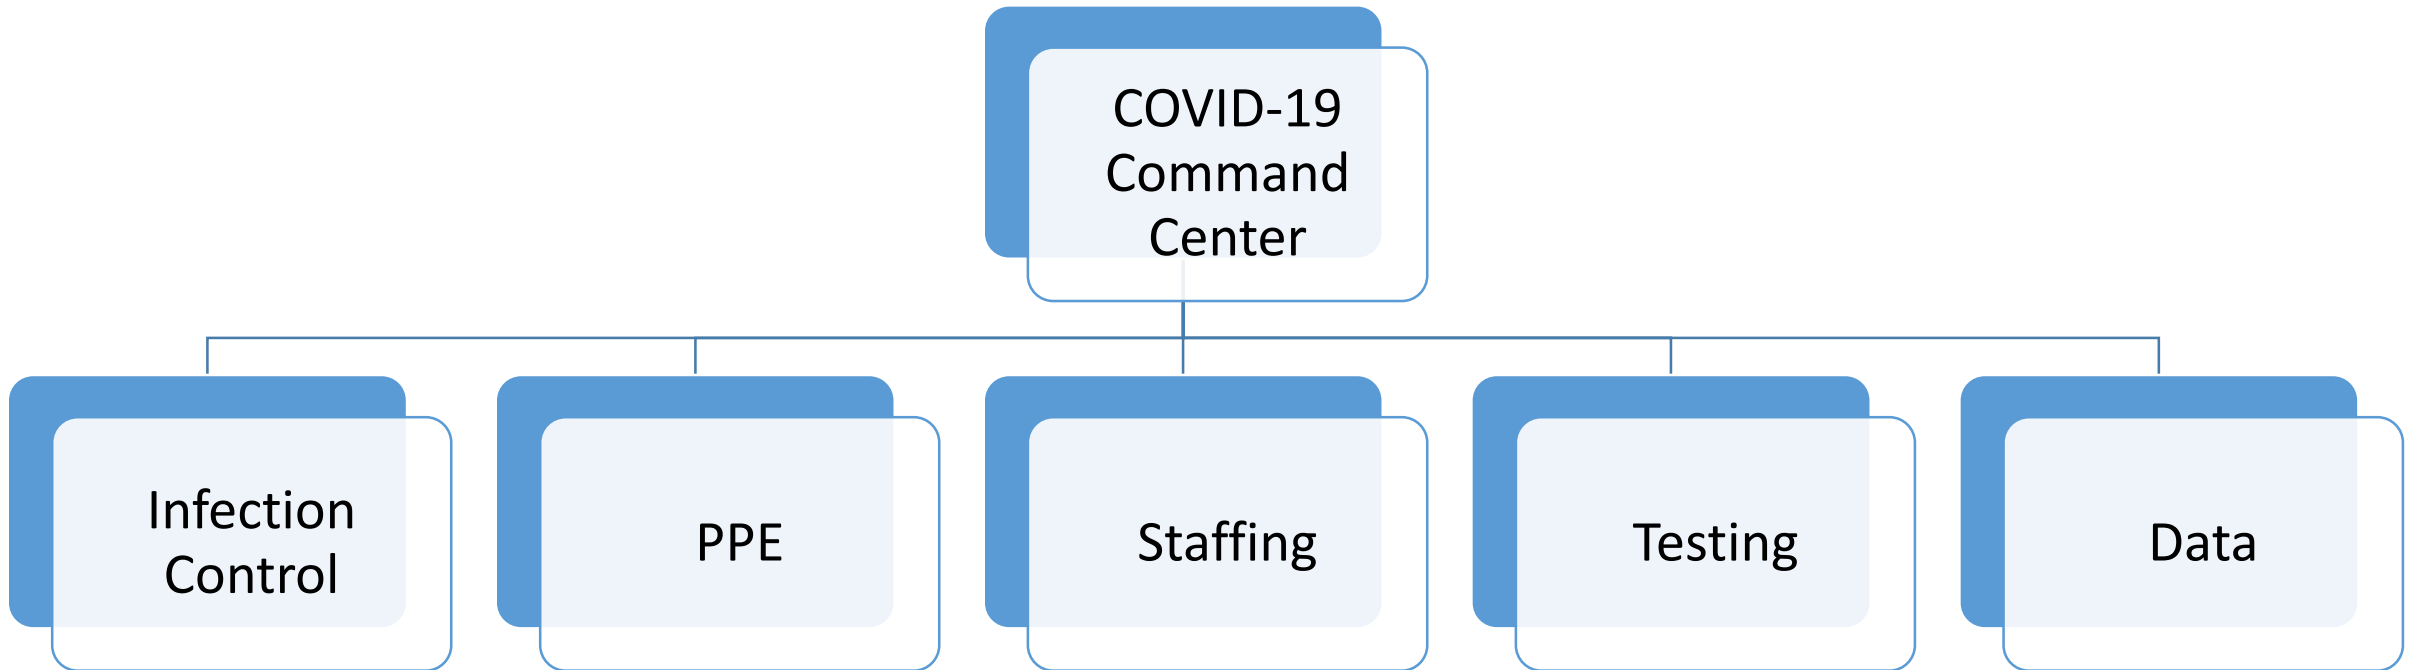 COVID-19
Command
Center
Infection
Control
PPE
Staffing
Testing
Data